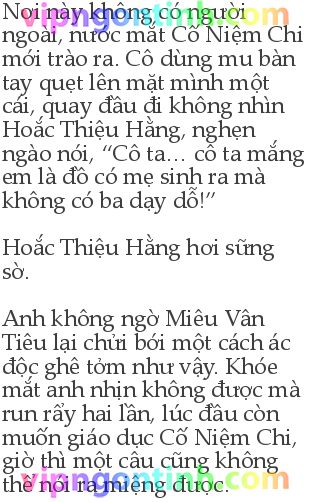 Nơi này không có người
ngoài, nước mắt Cố Niệm Chi
mới trào ra. Cô dùng mu bàn
tay quẹt lên mặt mình một
cái, quay đầu đi không nhìn
Hoắc Thiệu Hằng, nghẹn
ngào nói, “Cô ta… cô ta mắng
em là đồ có mẹ sinh ra mà
không có ba dạy dỗ!”
Hoắc Thiệu Hằng hơi sững
sờ.
Anh không ngờ Miêu Vân
Tiêu lại chửi bới một cách ác
độc ghê tởm như vậy. Khóe
mắt anh nhịn không được mà
run rẩy hai lần, lúc đầu còn
muốn giáo dục Cố Niệm Chi,
giờ thì một câu cũng không
thể nói ra miệng được.
vipngontinh.com